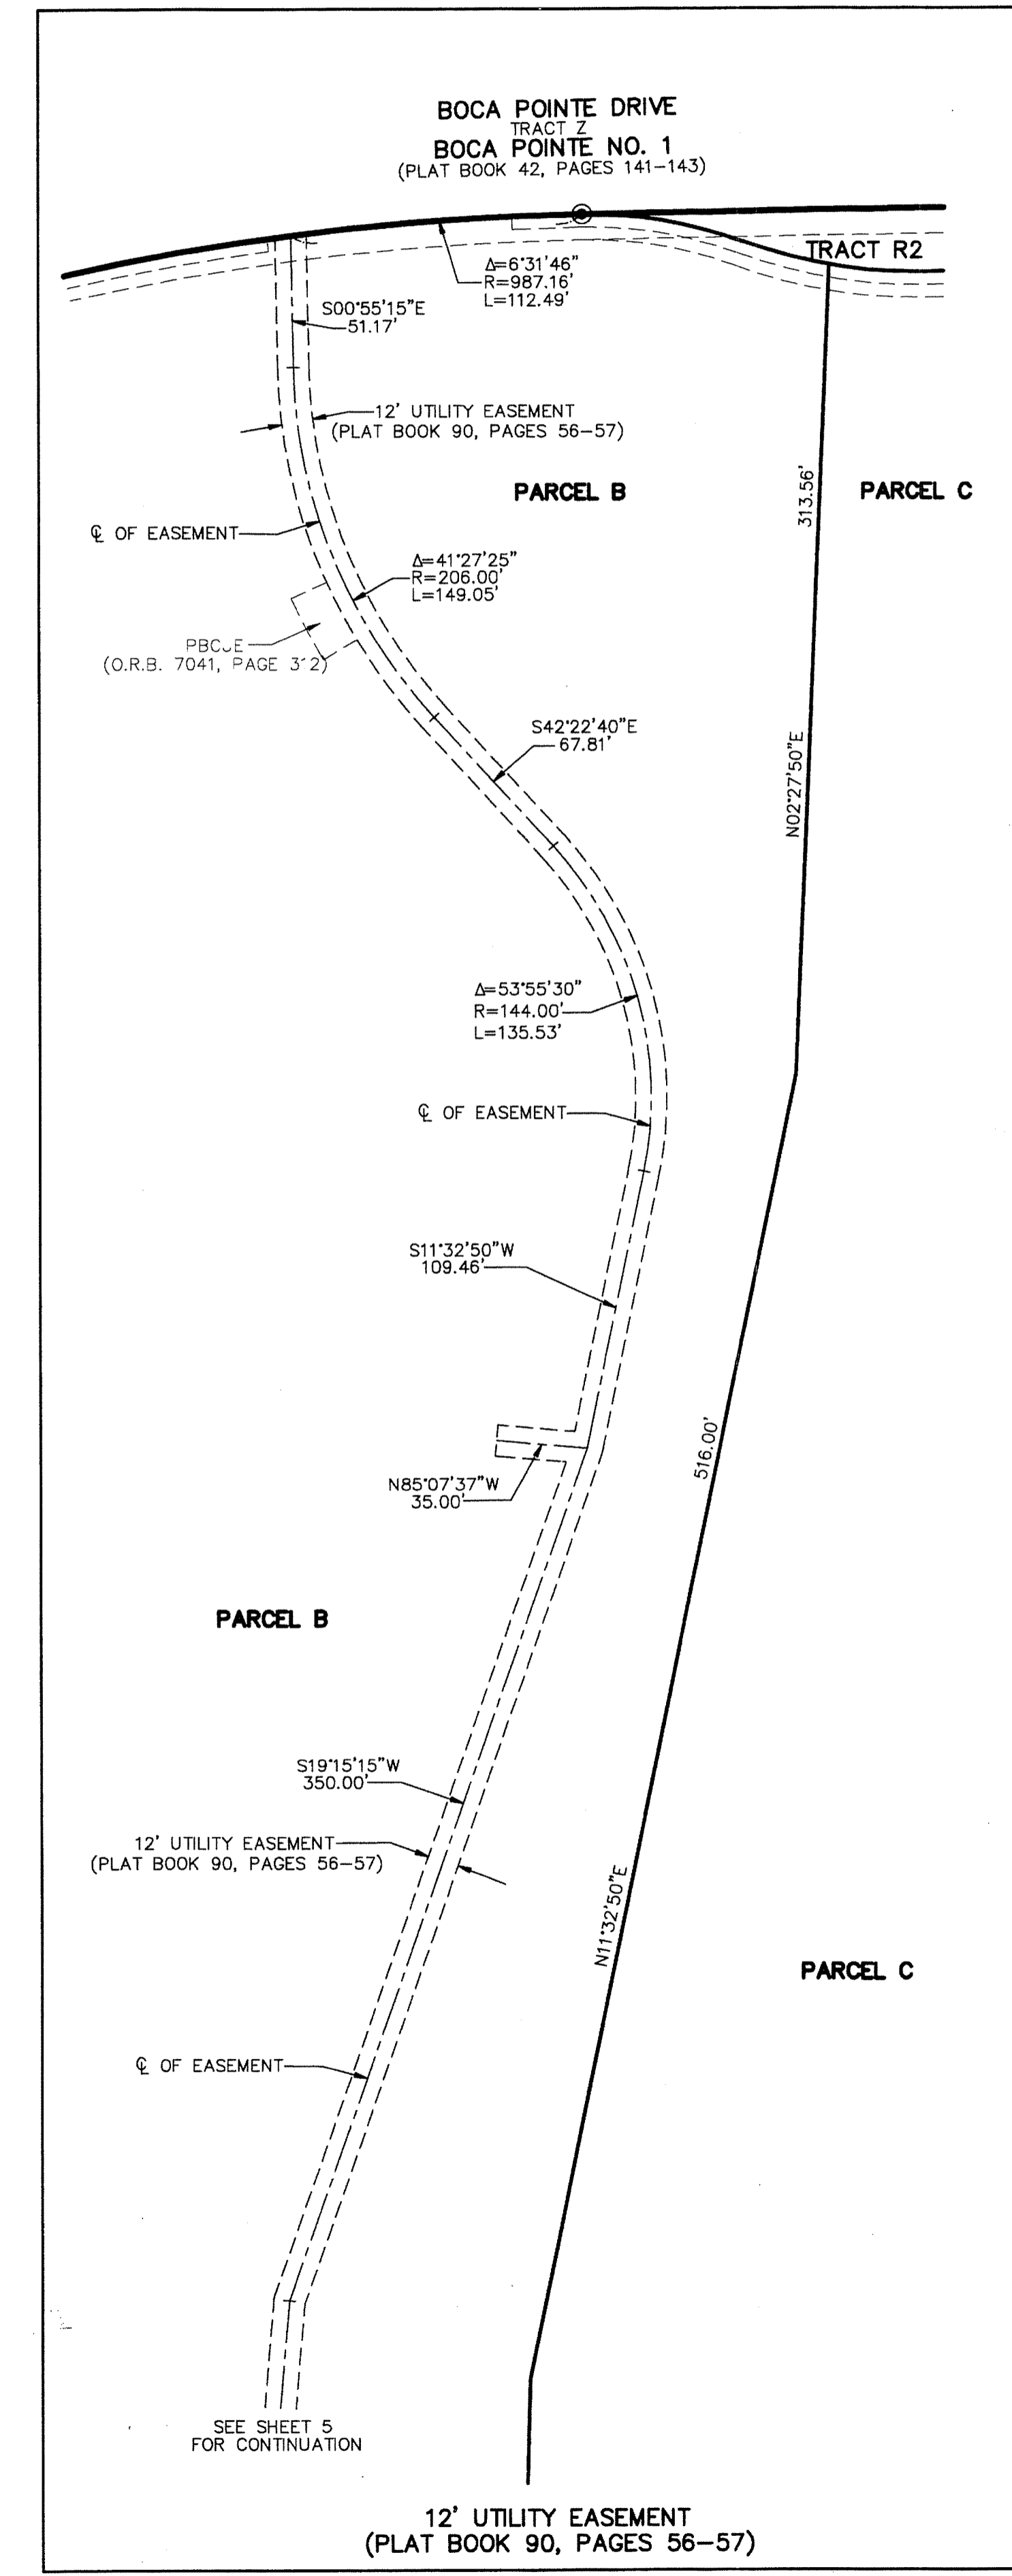 BOCA POINTE DRIVE
TRACT Z
BOCA POINTE NO. 1
(PLAT BOOK 42, PAGES 141-143)
TRACT R2
Δ=6°31'46"
R=987.16'
L=112.49'
S00°55'15"E
51.17'
12' UTILITY EASEMENT
(PLAT BOOK 90, PAGES 56-57)
PARCEL B
313.56'
PARCEL C
℄ OF EASEMENT
Δ=41°27'25"
R=206.00'
L=149.05'
(O.R.B. 7041, PAGE
S42°22'40"E
67.81'
N02°27'50"E
Δ=53°55'30"
R=144.00'
L=135.53'
℄ OF EASEMENT
S11°32'50"W
109.46'
516.00'
N85°07'37"W
35.00'
PARCEL B
S19°15'15"W
350.00'
12' UTILITY EASEMENT
(PLAT BOOK 90, PAGES 56-57)
N11°32'50"E
PARCEL C
℄ OF EASEMENT
SEE SHEET 5
FOR CONTINUATION
12' UTILITY EASEMENT
(PLAT BOOK 90, PAGES 56-57)